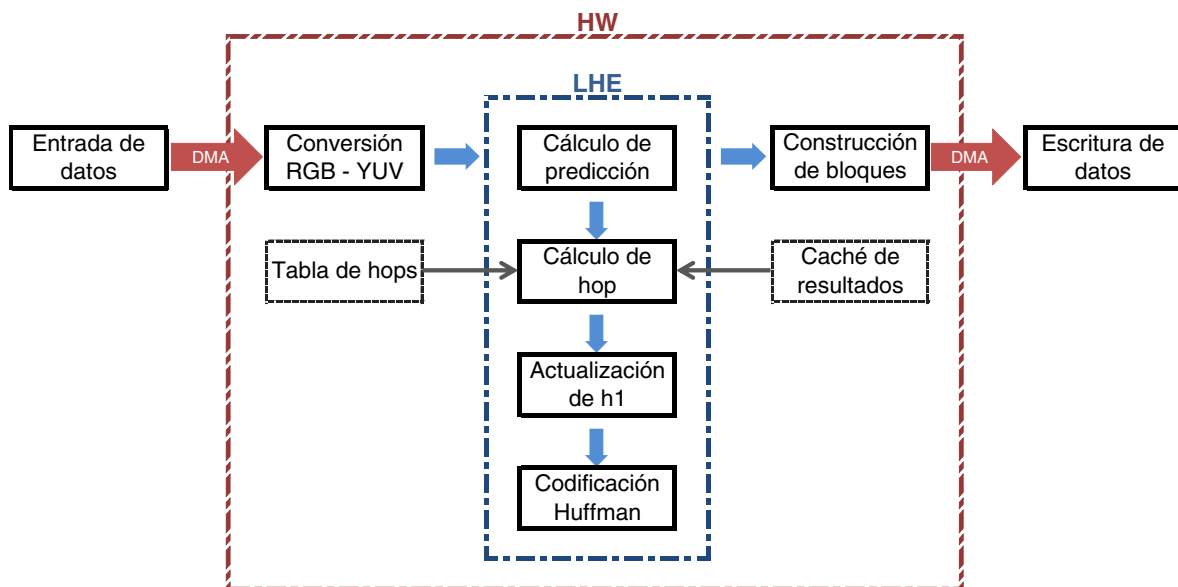 HW
LHE
Entrada de
datos
DMA
Conversión
RGB - YUV
Cálculo de
predicción
Construcción
de bloques
DMA
Escritura de
datos
Tabla de hops
Cálculo de
hop
Caché de
resultados
Actualización
de h1
Codificación
Huffman